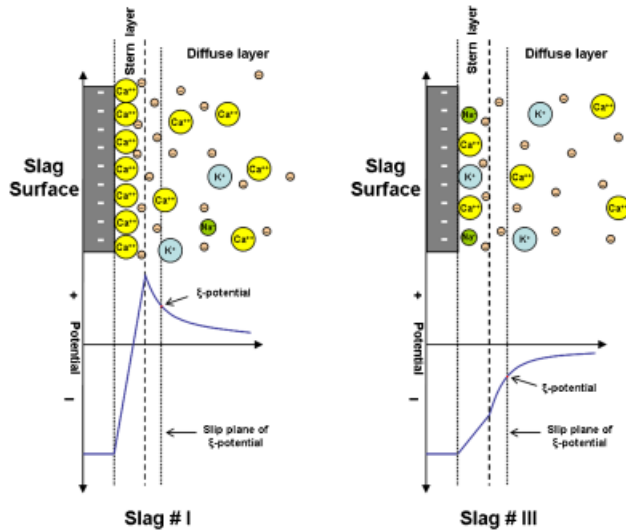 Stern layer
Diffuse layer
Ca⁺⁺
Ca⁺⁺
Ca⁺⁺
Ca⁺⁺
Ca⁺⁺
Ca⁺⁺
Ca⁺⁺
Ca⁺⁺
Ca⁺⁺
Ca⁺⁺
Ca⁺⁺
Ca⁺⁺
K⁺
Na⁺
K⁺
Slag
Surface
+
Potential
−
ξ-potential
Slip plane of
ξ-potential
Slag # I
Stern layer
Diffuse layer
Na⁺
Ca⁺⁺
K⁺
Ca⁺⁺
Na⁺
K⁺
Ca⁺⁺
Ca⁺⁺
Ca⁺⁺
K⁺
Slag
Surface
+
Potential
−
ξ-potential
Slip plane of
ξ-potential
Slag # III